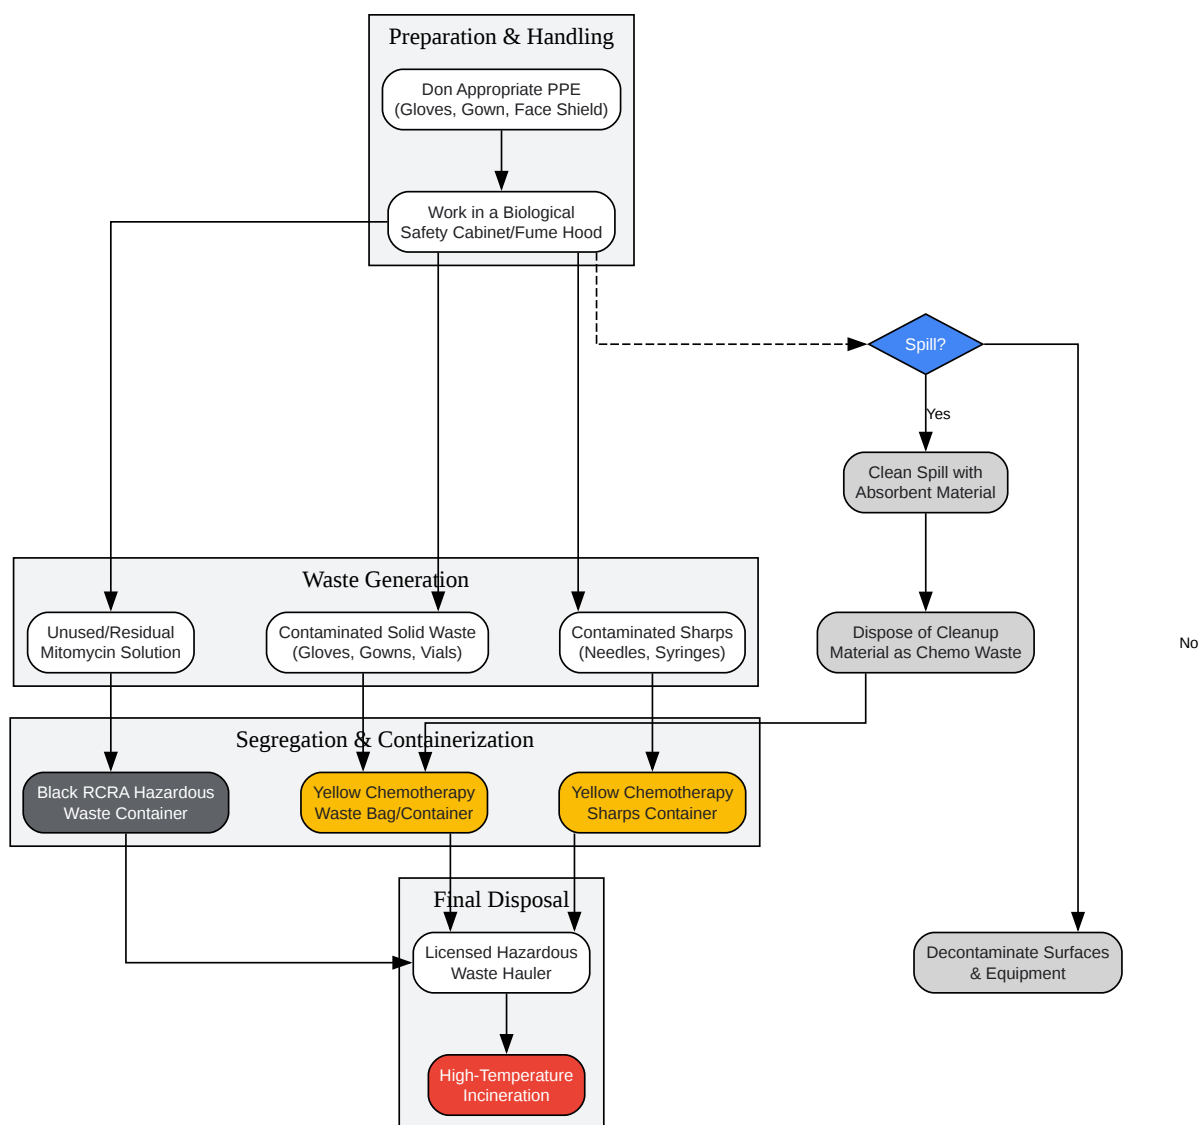 Preparation & Handling
Don Appropriate PPE
(Gloves, Gown, Face Shield)
Work in a Biological
Safety Cabinet/Fume Hood
Spill?
Yes
Clean Spill with
Absorbent Material
Waste Generation
Unused/Residual
Mitomycin Solution
Contaminated Solid Waste
(Gloves, Gowns, Vials)
Contaminated Sharps
(Needles, Syringes)
Dispose of Cleanup
Material as Chemo Waste
No
Segregation & Containerization
Black RCRA Hazardous
Waste Container
Yellow Chemotherapy
Waste Bag/Container
Yellow Chemotherapy
Sharps Container
Final Disposal
Licensed Hazardous
Waste Hauler
Decontaminate Surfaces
& Equipment
High-Temperature
Incineration